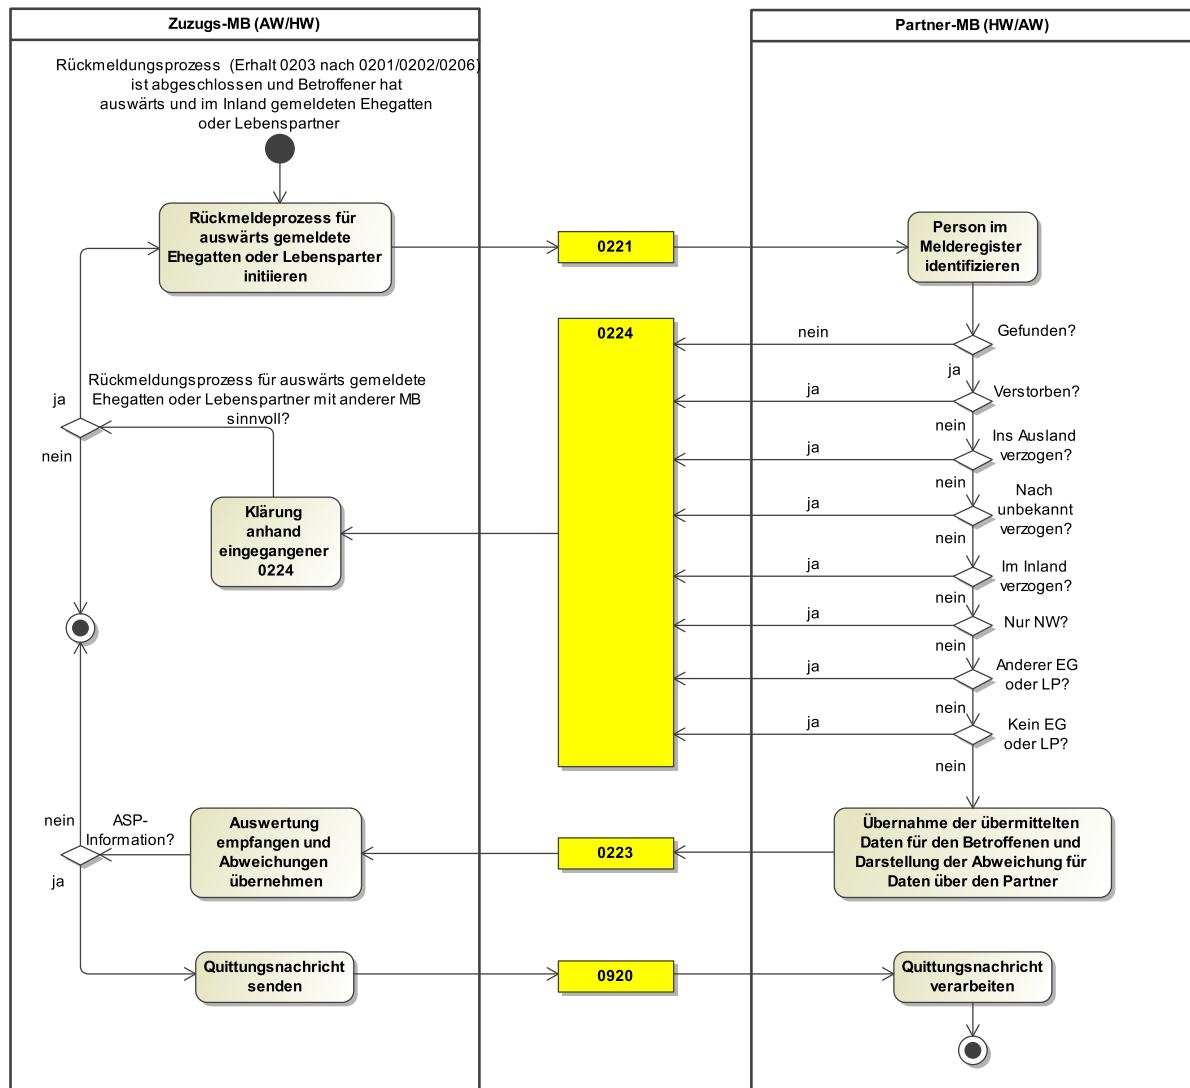 Zuzugs-MB (AW/HW)
Partner-MB (HW/AW)
Rückmeldungsprozess  (Erhalt 0203 nach 0201/0202/0206)
ist abgeschlossen und Betroffener hat
auswärts und im Inland gemeldeten Ehegatten
oder Lebenspartner
Rückmeldeprozess für
auswärts gemeldete
Ehegatten oder Lebensparter
initiieren
0221
Person im
Melderegister
identifizieren
0224
nein
Gefunden?
ja
ja
Verstorben?
nein
Rückmeldungsprozess für auswärts gemeldete
Ehegatten oder Lebenspartner mit anderer MB
sinnvoll?
ja
nein
ja
Ins Ausland
verzogen?
nein
Klärung
anhand
eingegangener
0224
ja
Nach
unbekannt
verzogen?
nein
ja
Im Inland
verzogen?
nein
ja
Nur NW?
nein
ja
Anderer EG
oder LP?
nein
ja
Kein EG
oder LP?
nein
nein
ASP-
Information?
ja
Auswertung
empfangen und
Abweichungen
übernehmen
0223
Übernahme der übermittelten
Daten für den Betroffenen und
Darstellung der Abweichung für
Daten über den Partner
Quittungsnachricht
senden
0920
Quittungsnachricht
verarbeiten